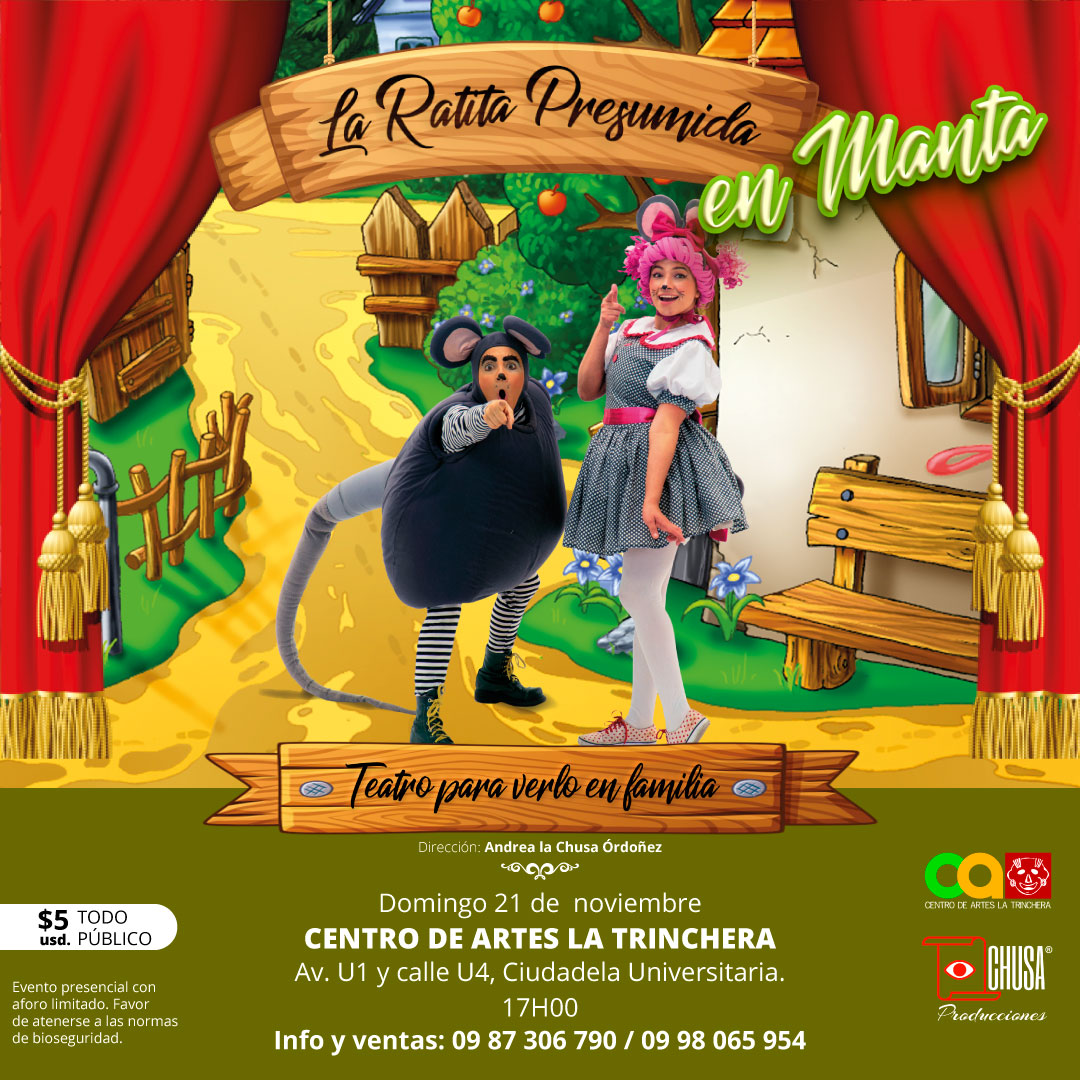 La Ratita Presumida
en Manta
Teatro para verlo en familia
Dirección: Andrea la Chusa Órdoñez
Domingo 21 de noviembre
CENTRO DE ARTES LA TRINCHERA
Av. U1 y calle U4, Ciudadela Universitaria.
17H00
Info y ventas: 09 87 306 790 / 09 98 065 954
$5 TODO
usd. PÚBLICO
Evento presencial con
aforo limitado. Favor
de atenerse a las normas
de bioseguridad.
ca
CENTRO DE ARTES LA TRINCHERA
CHUSA®
Producciones